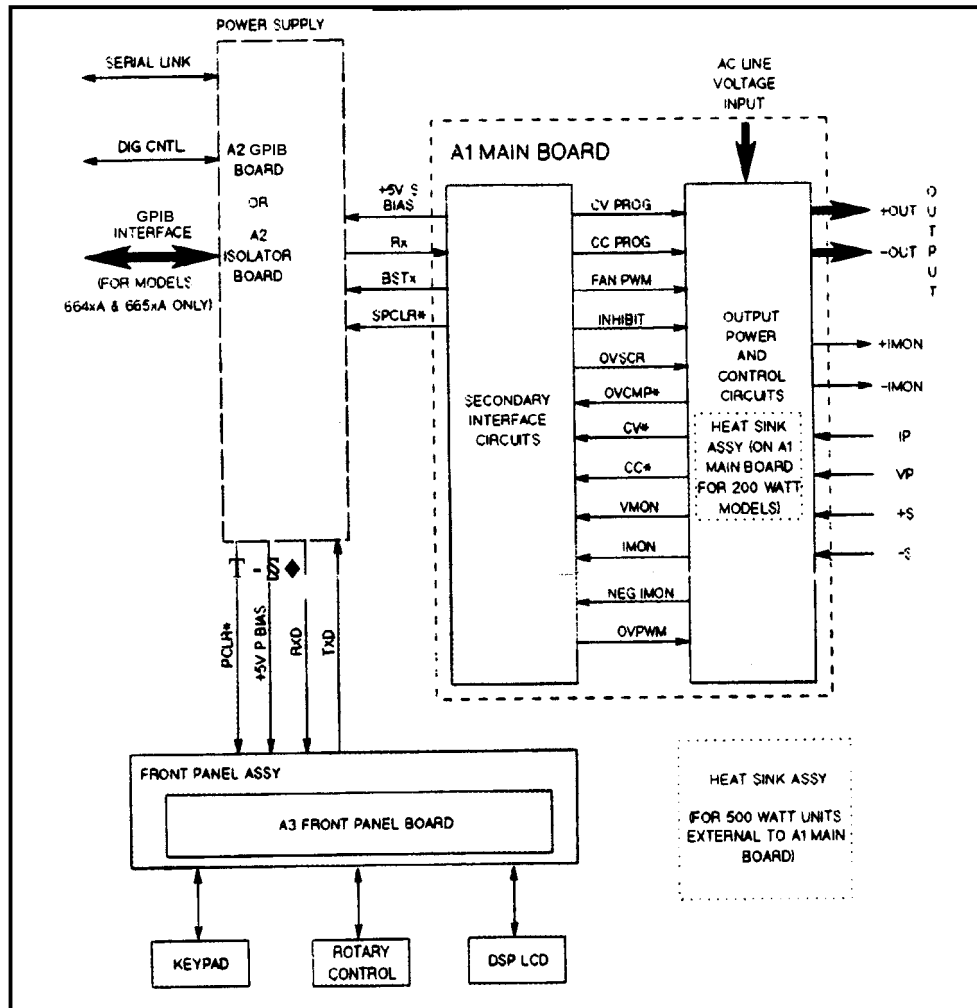 POWER SUPPLY
SERIAL LINK
DIG CNTL
GPIB
INTERFACE
(FOR MODELS
664xA & 665xA ONLY)
A2 GPIB
BOARD
OR
A2
ISOLATOR
BOARD
AC LINE
VOLTAGE
INPUT
A1 MAIN BOARD
+5V S
BIAS
Rx
BSTx
SPCLR*
SECONDARY
INTERFACE
CIRCUITS
CV PROG
CC PROG
FAN PWM
INHIBIT
OVSCR
OVCMP*
CV*
CC*
VMON
IMON
NEG IMON
OVPWM
OUTPUT
POWER
AND
CONTROL
CIRCUITS
HEAT SINK
ASSY (ON A1
MAIN BOARD
FOR 200 WATT
MODELS)
+OUT
-OUT
OUTPUT
+IMON
-IMON
IP
VP
+S
-S
PCLR*
+5V P BIAS
RXD
TXD
FRONT PANEL ASSY
A3 FRONT PANEL BOARD
KEYPAD
ROTARY
CONTROL
DSP LCD
HEAT SINK ASSY
(FOR 500 WATT UNITS
EXTERNAL TO A1 MAIN
BOARD)